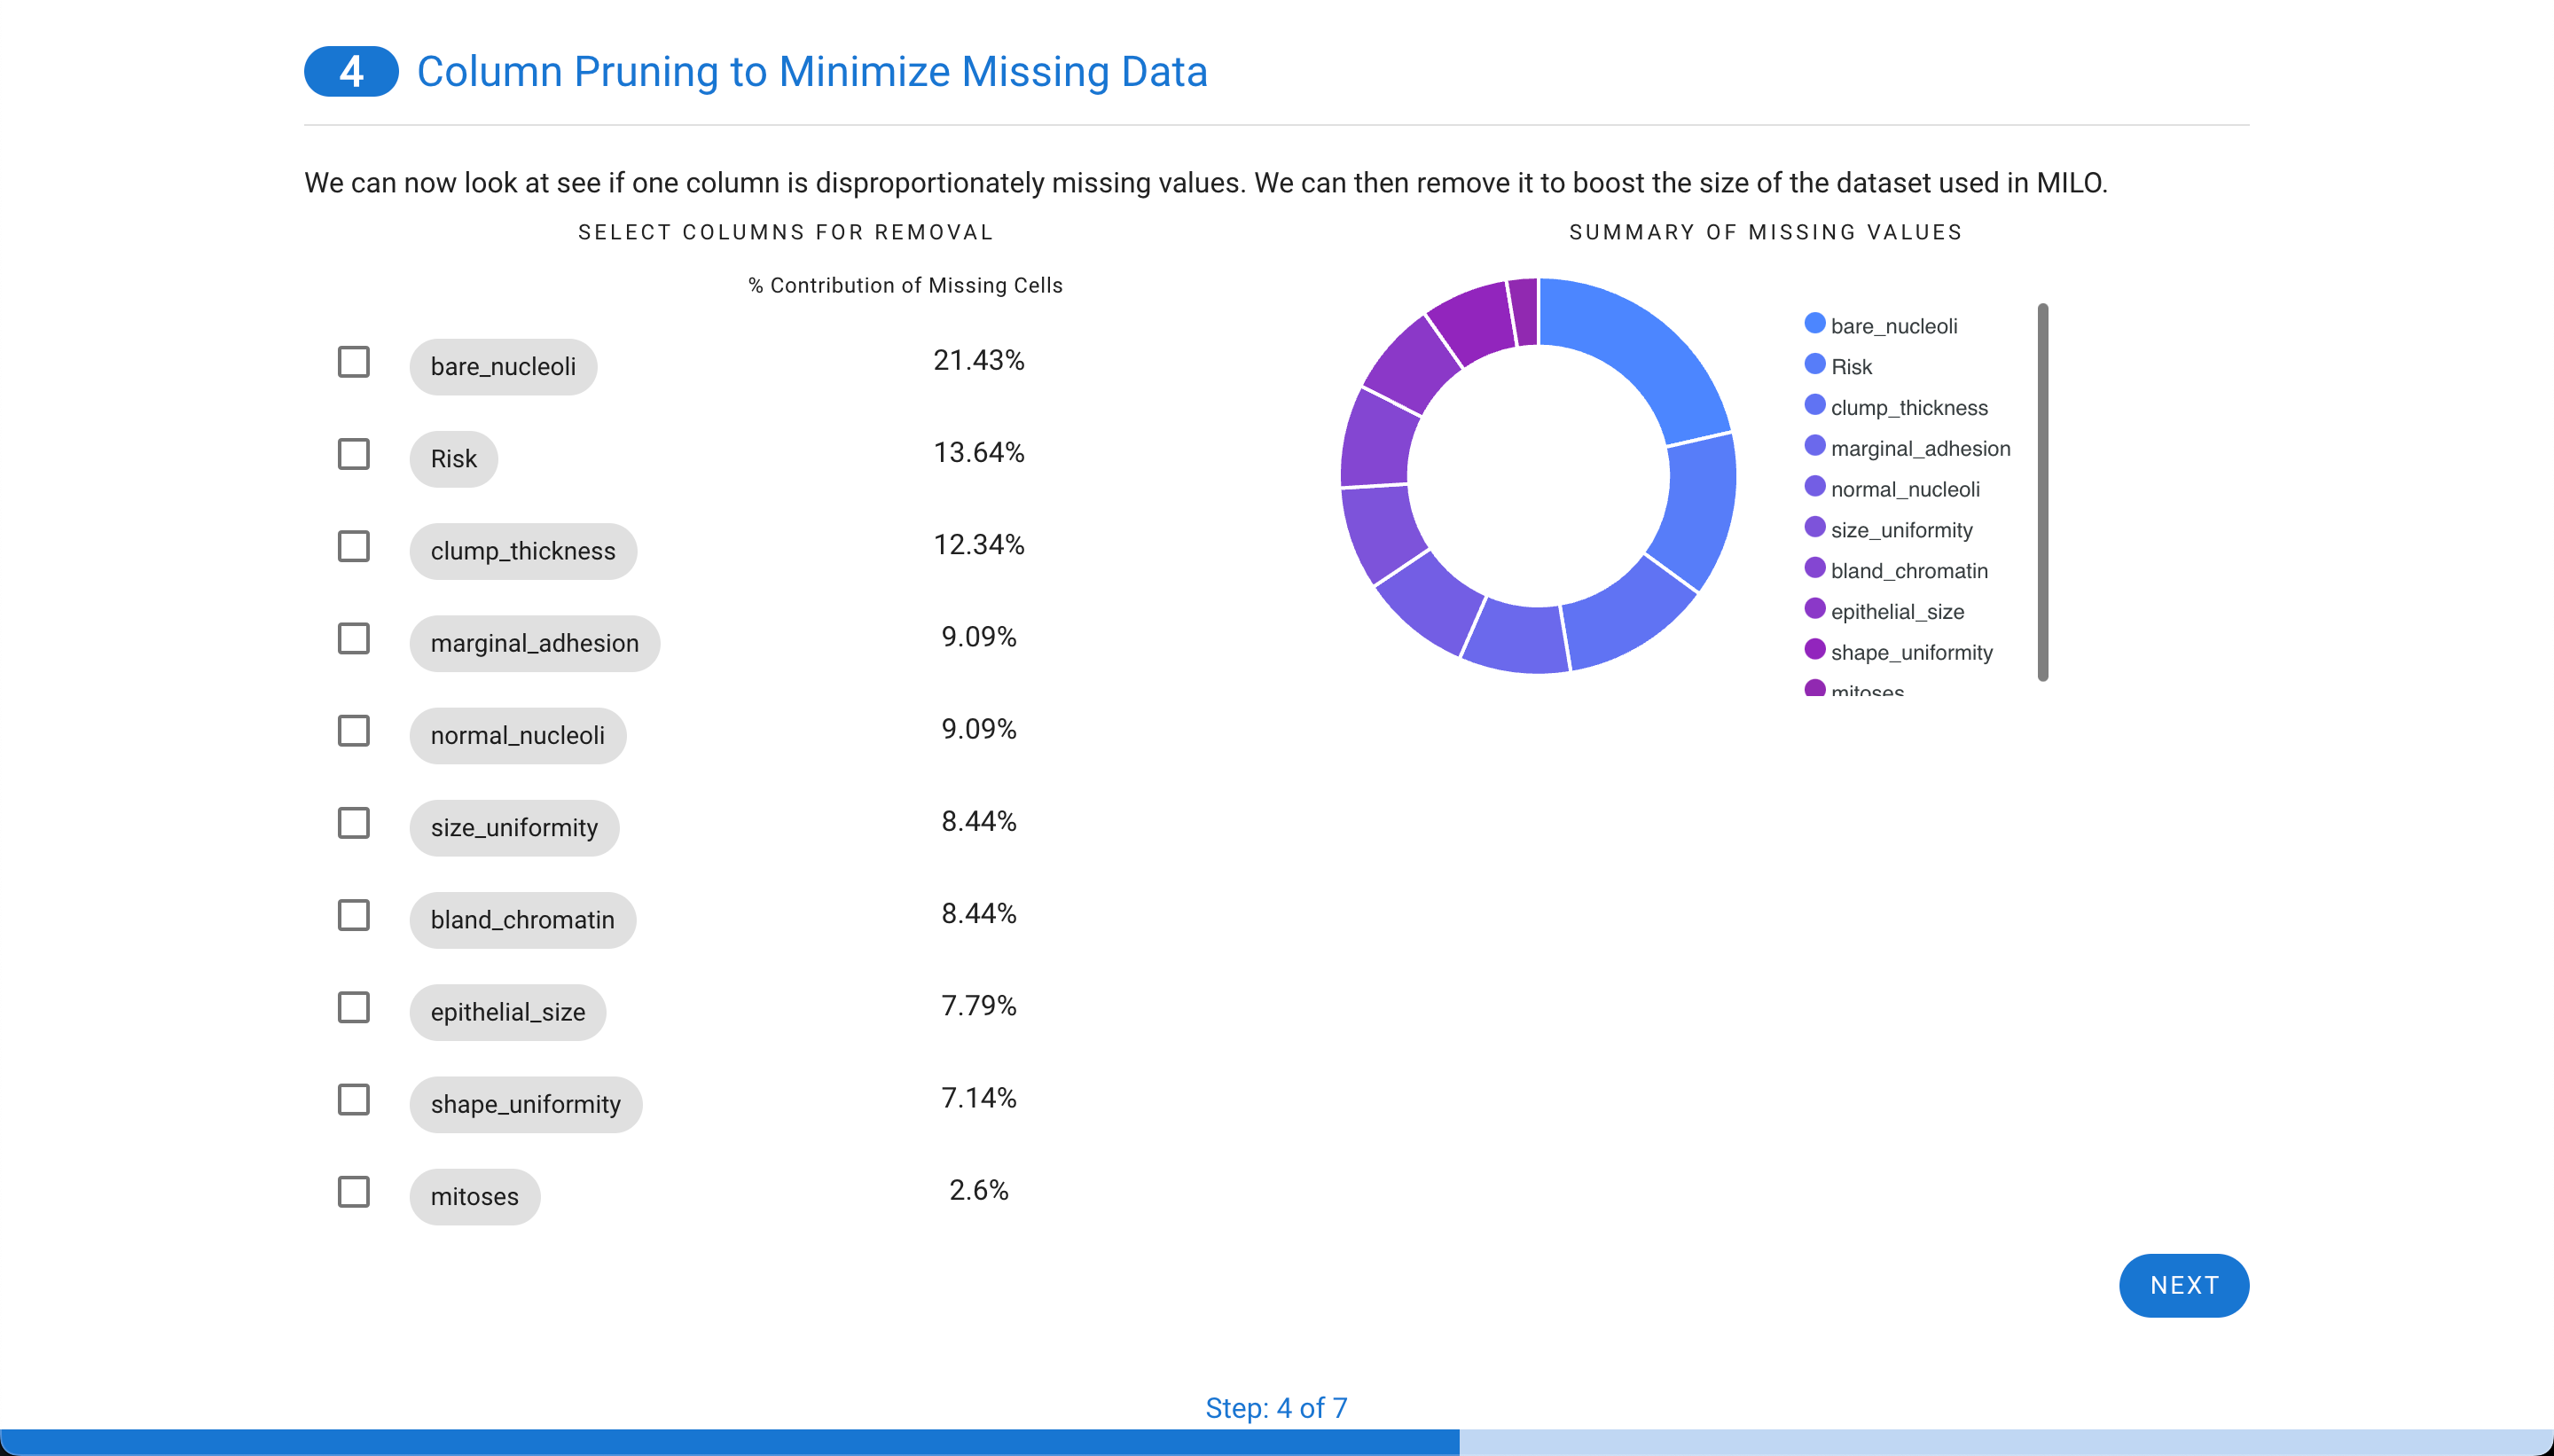 4 Column Pruning to Minimize Missing Data
We can now look at see if one column is disproportionately missing values. We can then remove it to boost the size of the dataset used in MILO.
SELECT COLUMNS FOR REMOVAL
% Contribution of Missing Cells
bare_nucleoli 21.43%
Risk 13.64%
clump_thickness 12.34%
marginal_adhesion 9.09%
normal_nucleoli 9.09%
size_uniformity 8.44%
bland_chromatin 8.44%
epithelial_size 7.79%
shape_uniformity 7.14%
mitoses 2.6%
SUMMARY OF MISSING VALUES
bare_nucleoli
Risk
clump_thickness
marginal_adhesion
normal_nucleoli
size_uniformity
bland_chromatin
epithelial_size
shape_uniformity
mitoses
NEXT
Step: 4 of 7